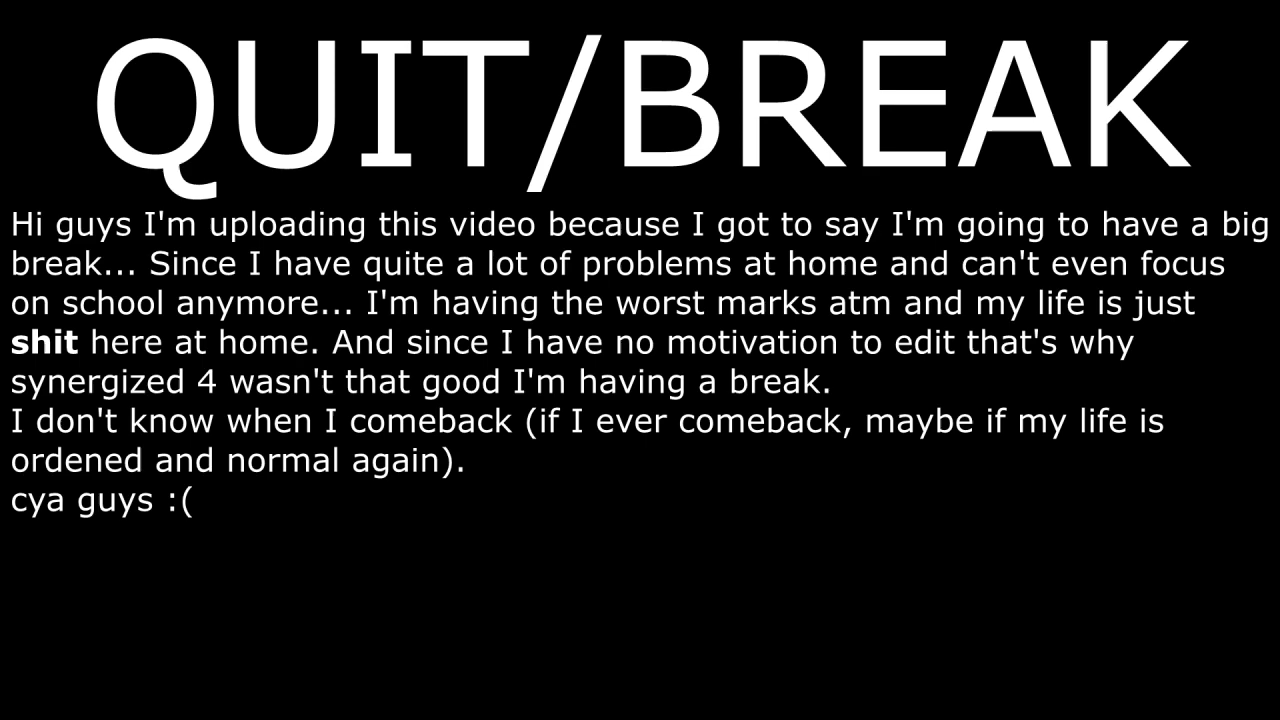 QUIT/BREAK
Hi guys I'm uploading this video because I got to say I'm going to have a big
break... Since I have quite a lot of problems at home and can't even focus
on school anymore... I'm having the worst marks atm and my life is just
shit here at home. And since I have no motivation to edit that's why
synergized 4 wasn't that good I'm having a break.
I don't know when I comeback (if I ever comeback, maybe if my life is
ordened and normal again).
cya guys :(